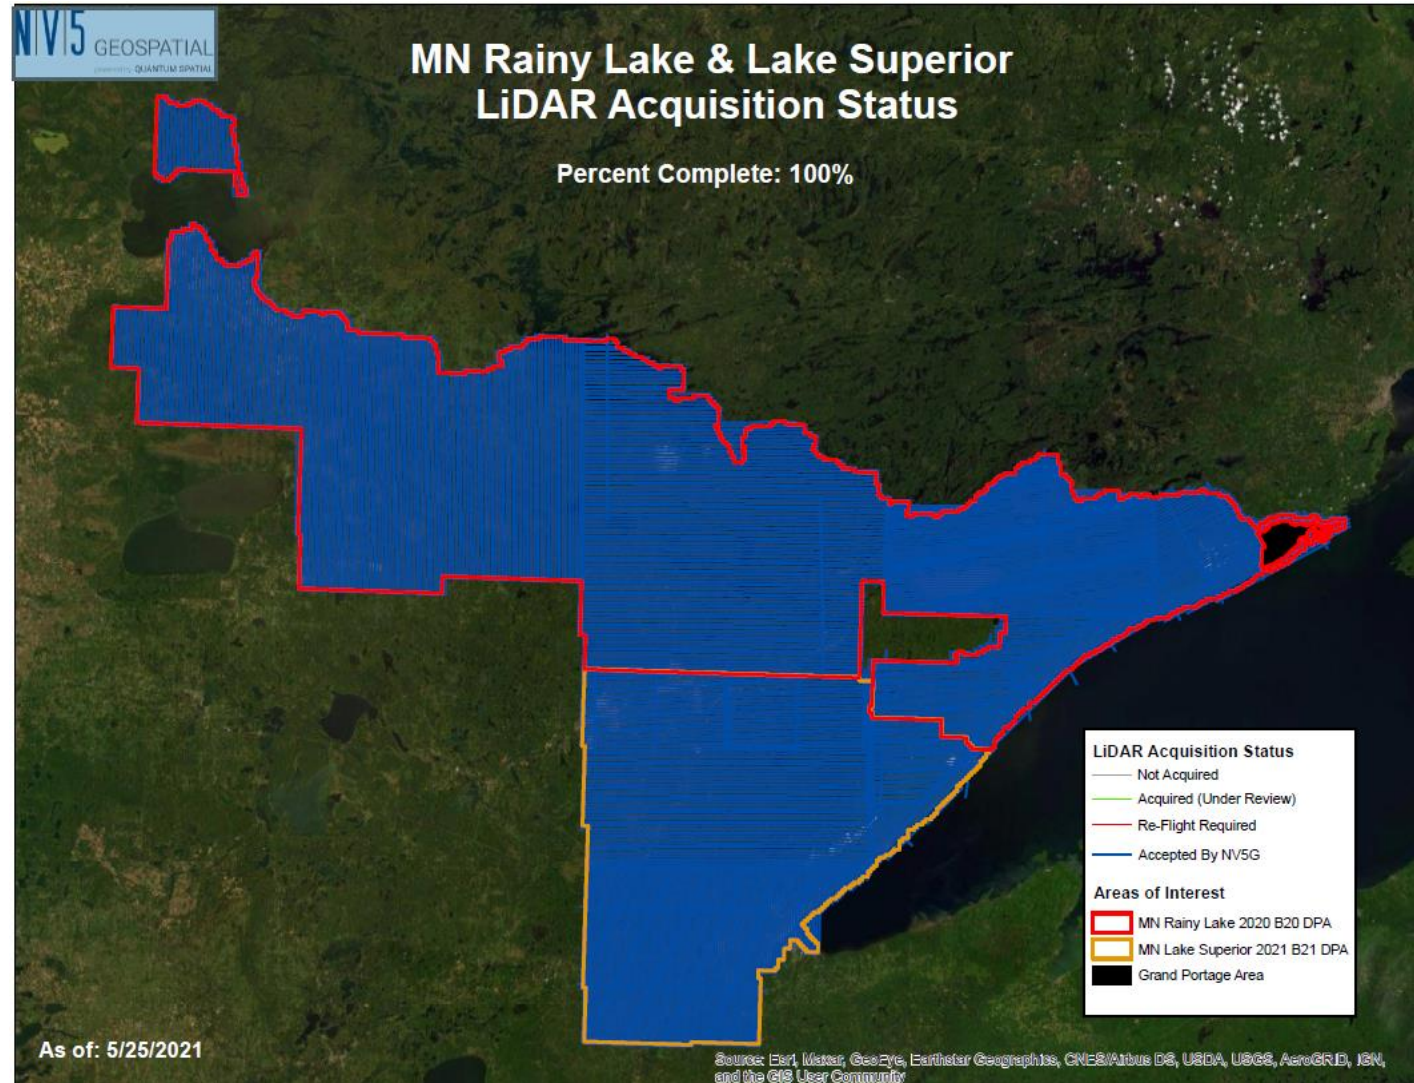 NV5 GEOSPATIAL
powered by QUANTUM SPATIAL
MN Rainy Lake & Lake Superior
LiDAR Acquisition Status
Percent Complete: 100%
LiDAR Acquisition Status
Not Acquired
Acquired (Under Review)
Re-Flight Required
Accepted By NV5G
Areas of Interest
MN Rainy Lake 2020 B20 DPA
MN Lake Superior 2021 B21 DPA
Grand Portage Area
As of: 5/25/2021
Source: Esri, Maxar, GeoEye, Earthstar Geographics, CNES/Airbus DS, USDA, USGS, AeroGRID, IGN,
and the GIS User Community